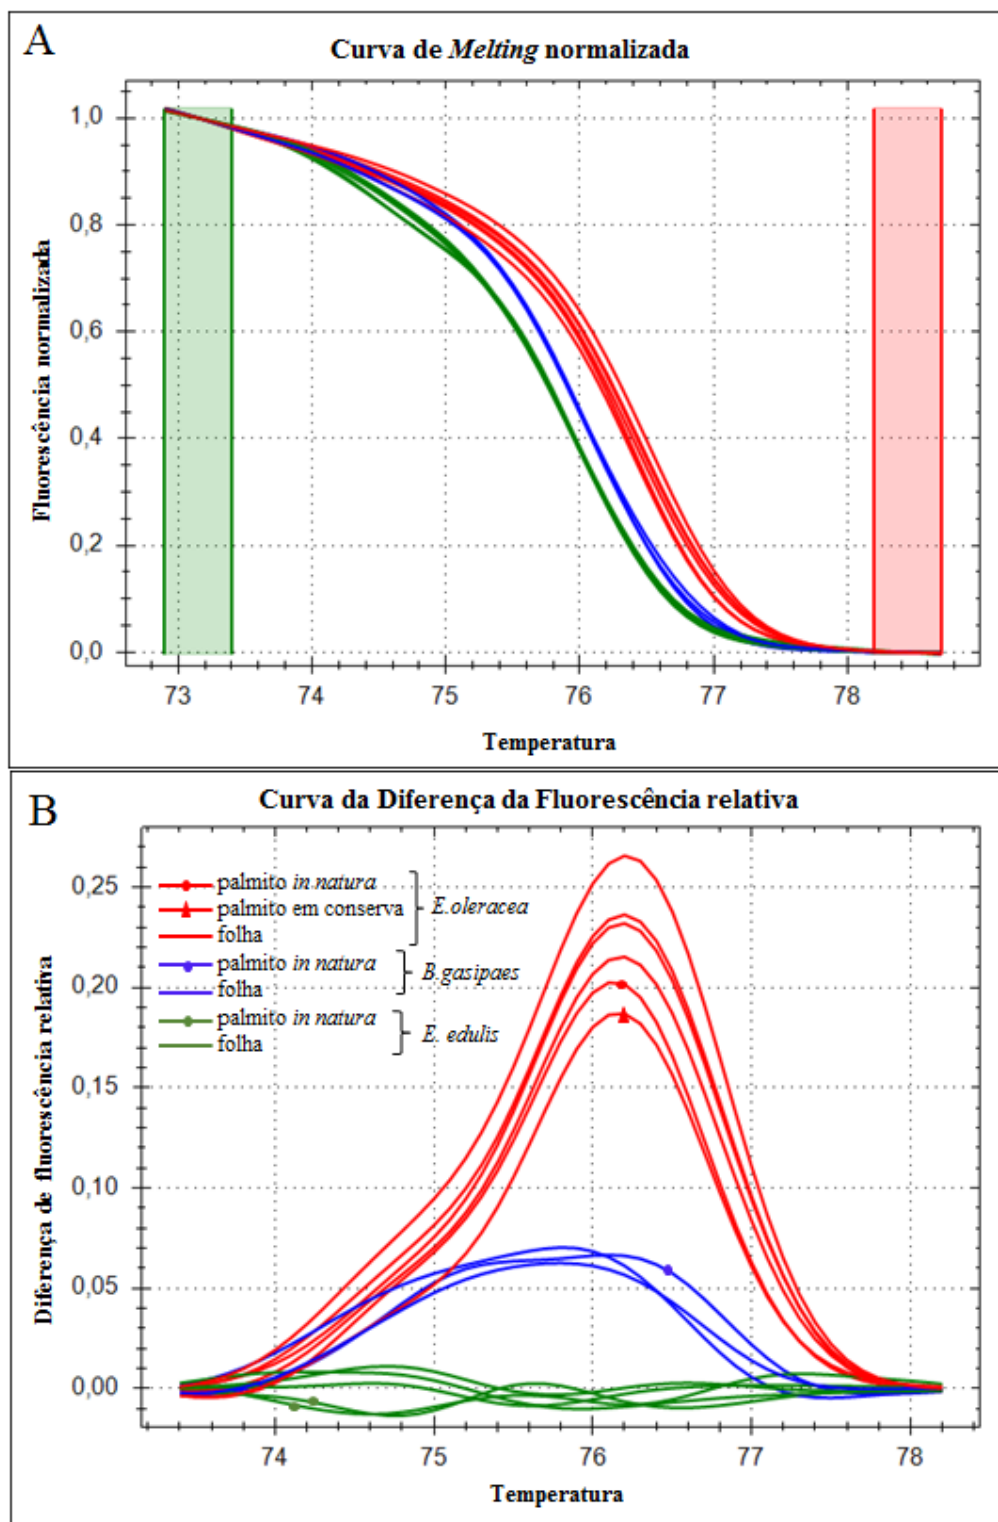 A
Curva de Melting normalizada
Fluorescência normalizada
1,0
0,8
0,6
0,4
0,2
0,0
73 74 75 76 77 78
Temperatura
B
Curva da Diferença da Fluorescência relativa
Diferença de fluorescência relativa
0,25
0,20
0,15
0,10
0,05
0,00
palmito in natura
palmito em conserva
folha
E.oleracea
palmito in natura
folha
B.gasipaes
palmito in natura
folha
E. edulis
74 75 76 77 78
Temperatura